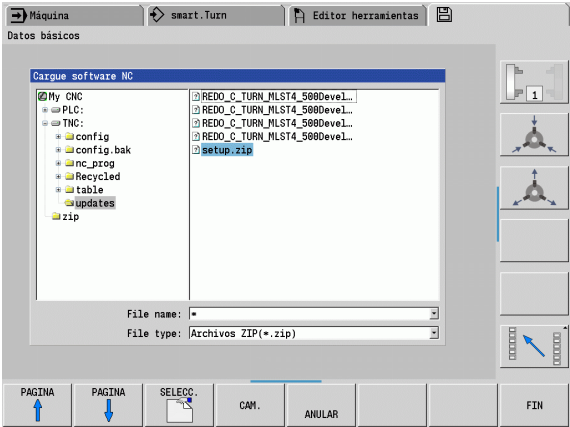 Máquina
smart.Turn
Editor herramientas
Datos básicos
Cargue software NC
My CNC
PLC:
TNC:
config
config.bak
nc_prog
Recycled
table
updates
zip
REDO_C_TURN_MLST4_500Devel…
REDO_C_TURN_MLST4_500Devel…
REDO_C_TURN_MLST4_500Devel…
REDO_C_TURN_MLST4_500Devel…
setup.zip
File name: *
File type: Archivos ZIP(*.zip)
1
PAGINA
PAGINA
SELECC.
CAM.
ANULAR
FIN